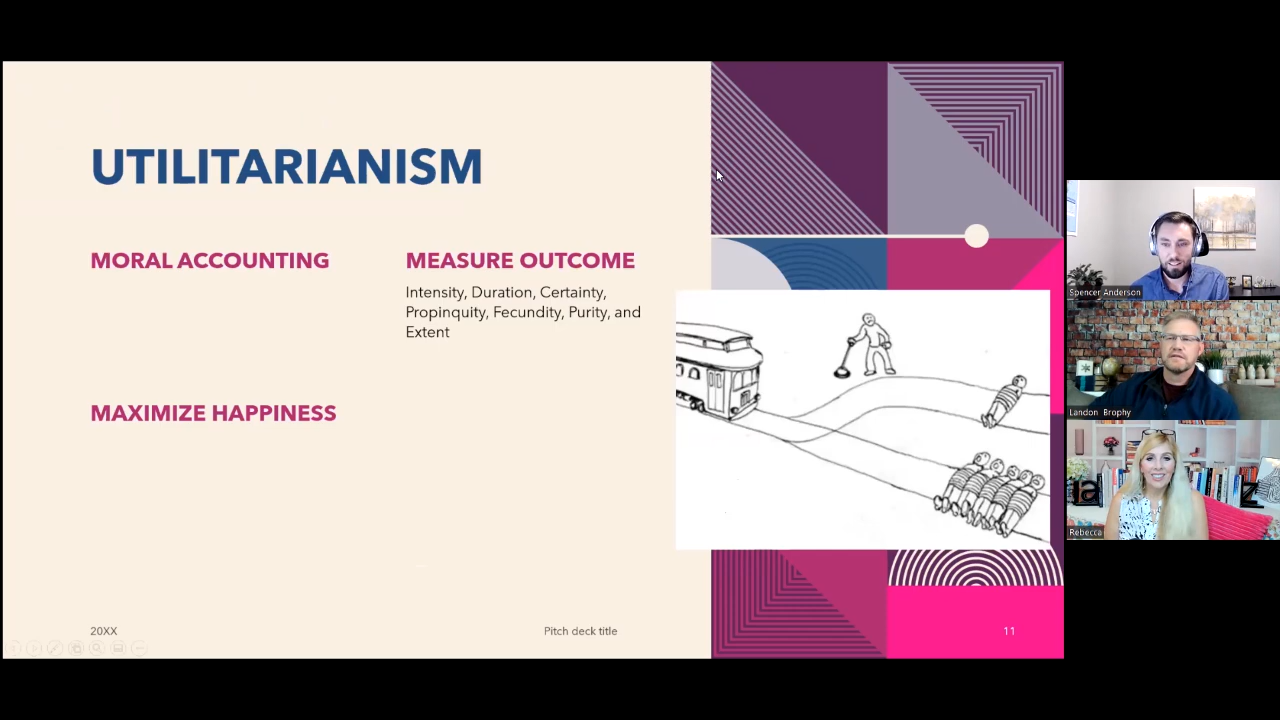 UTILITARIANISM
MORAL ACCOUNTING
MEASURE OUTCOME
Intensity, Duration, Certainty,
Propinquity, Fecundity, Purity, and
Extent
MAXIMIZE HAPPINESS
20XX
Pitch deck title
11
Spencer Anderson
Landon Brophy
Rebecca